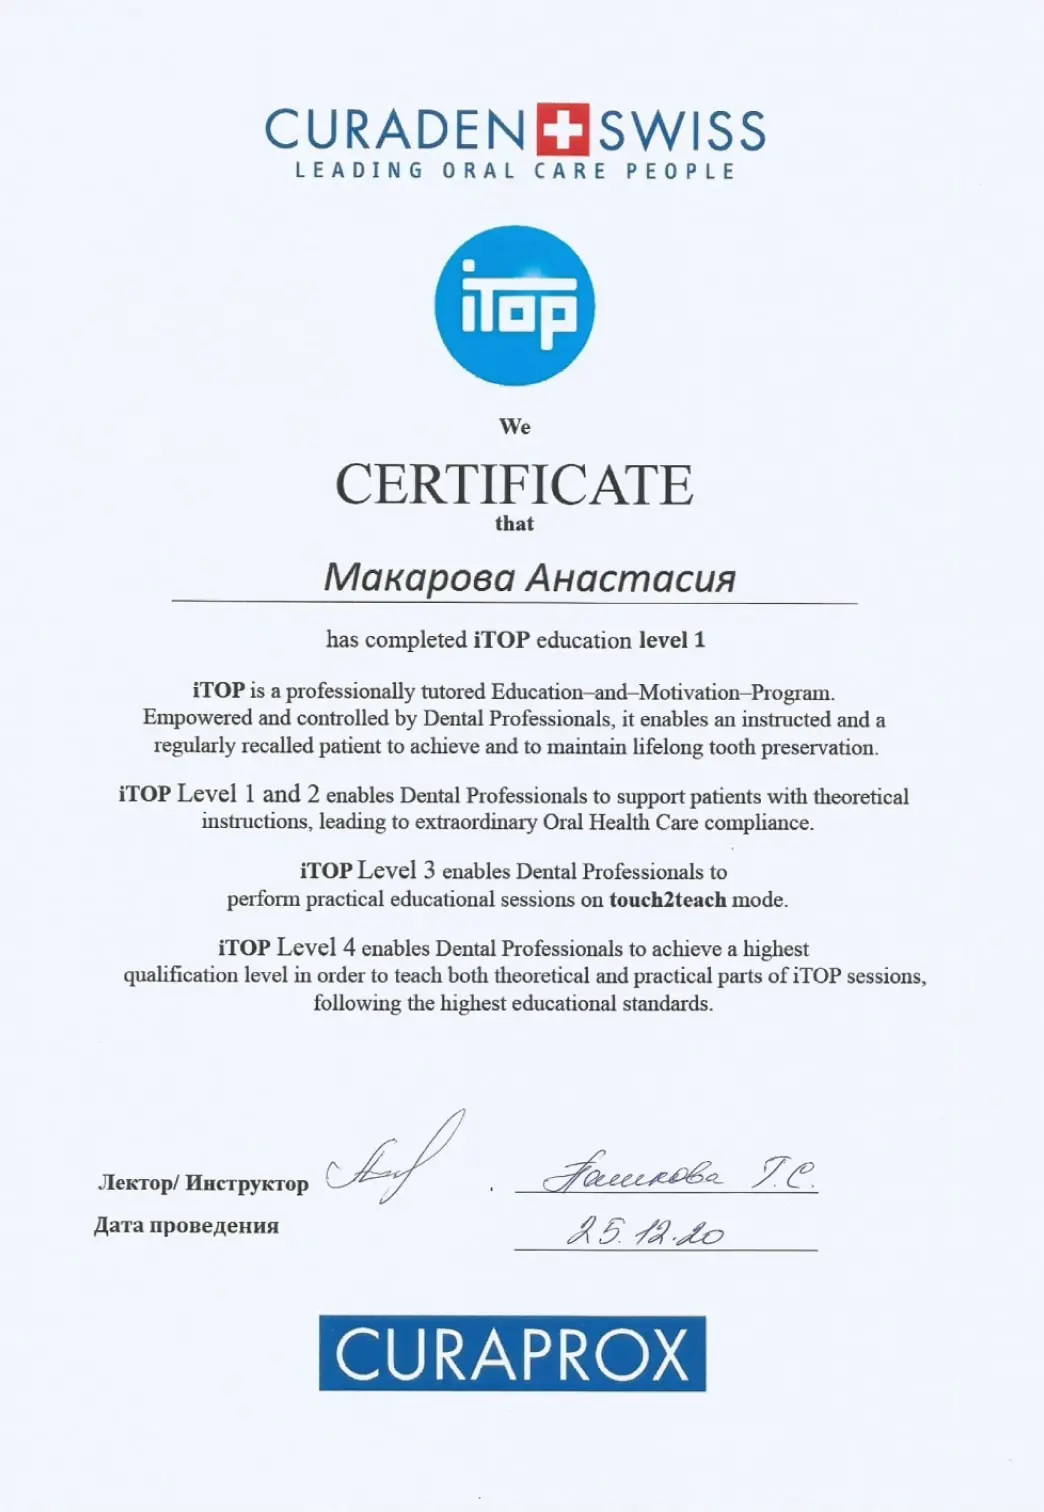 CURADEN SWISS
LEADING ORAL CARE PEOPLE
iTop
We
CERTIFICATE
that
Макарова Анастасия
has completed iTOP education level 1
iTOP is a professionally tutored Education–and–Motivation–Program.
Empowered and controlled by Dental Professionals, it enables an instructed and a
regularly recalled patient to achieve and to maintain lifelong tooth preservation.
iTOP Level 1 and 2 enables Dental Professionals to support patients with theoretical
instructions, leading to extraordinary Oral Health Care compliance.
iTOP Level 3 enables Dental Professionals to
perform practical educational sessions on touch2teach mode.
iTOP Level 4 enables Dental Professionals to achieve a highest
qualification level in order to teach both theoretical and practical parts of iTOP sessions,
following the highest educational standards.
Лектор/ Инструктор Пашкова Т.С.
Дата проведения 25.12.20
CURAPROX